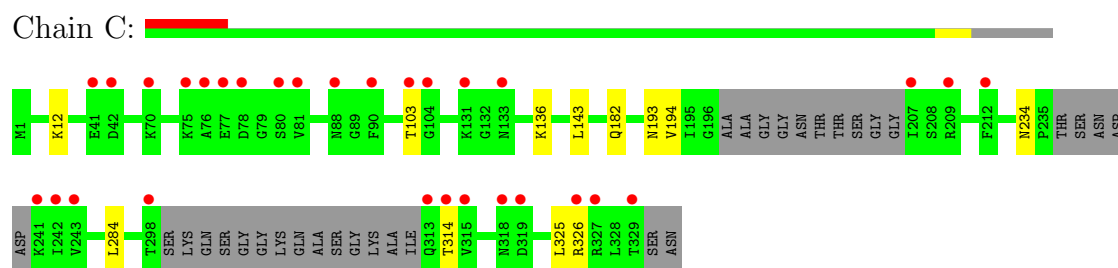 Chain C:
M1 K12 E41 D42 K70 K75 A76 E77 D78 G79 S80 V81 N88 G89 F90 T103 G104 K131 G132 N133 K136 L143 Q182 N193 V194 I195 G196 ALA ALA GLY GLY ASN THR THR SER GLY GLY I207 S208 R209 F212 N234 P235 THR SER ASN ASP
ASP K241 I242 V243 L284 T298 SER LYS GLN SER GLY GLY LYS GLN ALA SER GLY LYS ALA ILE Q313 T314 V315 N318 D319 L325 R326 R327 L328 T329 SER ASN